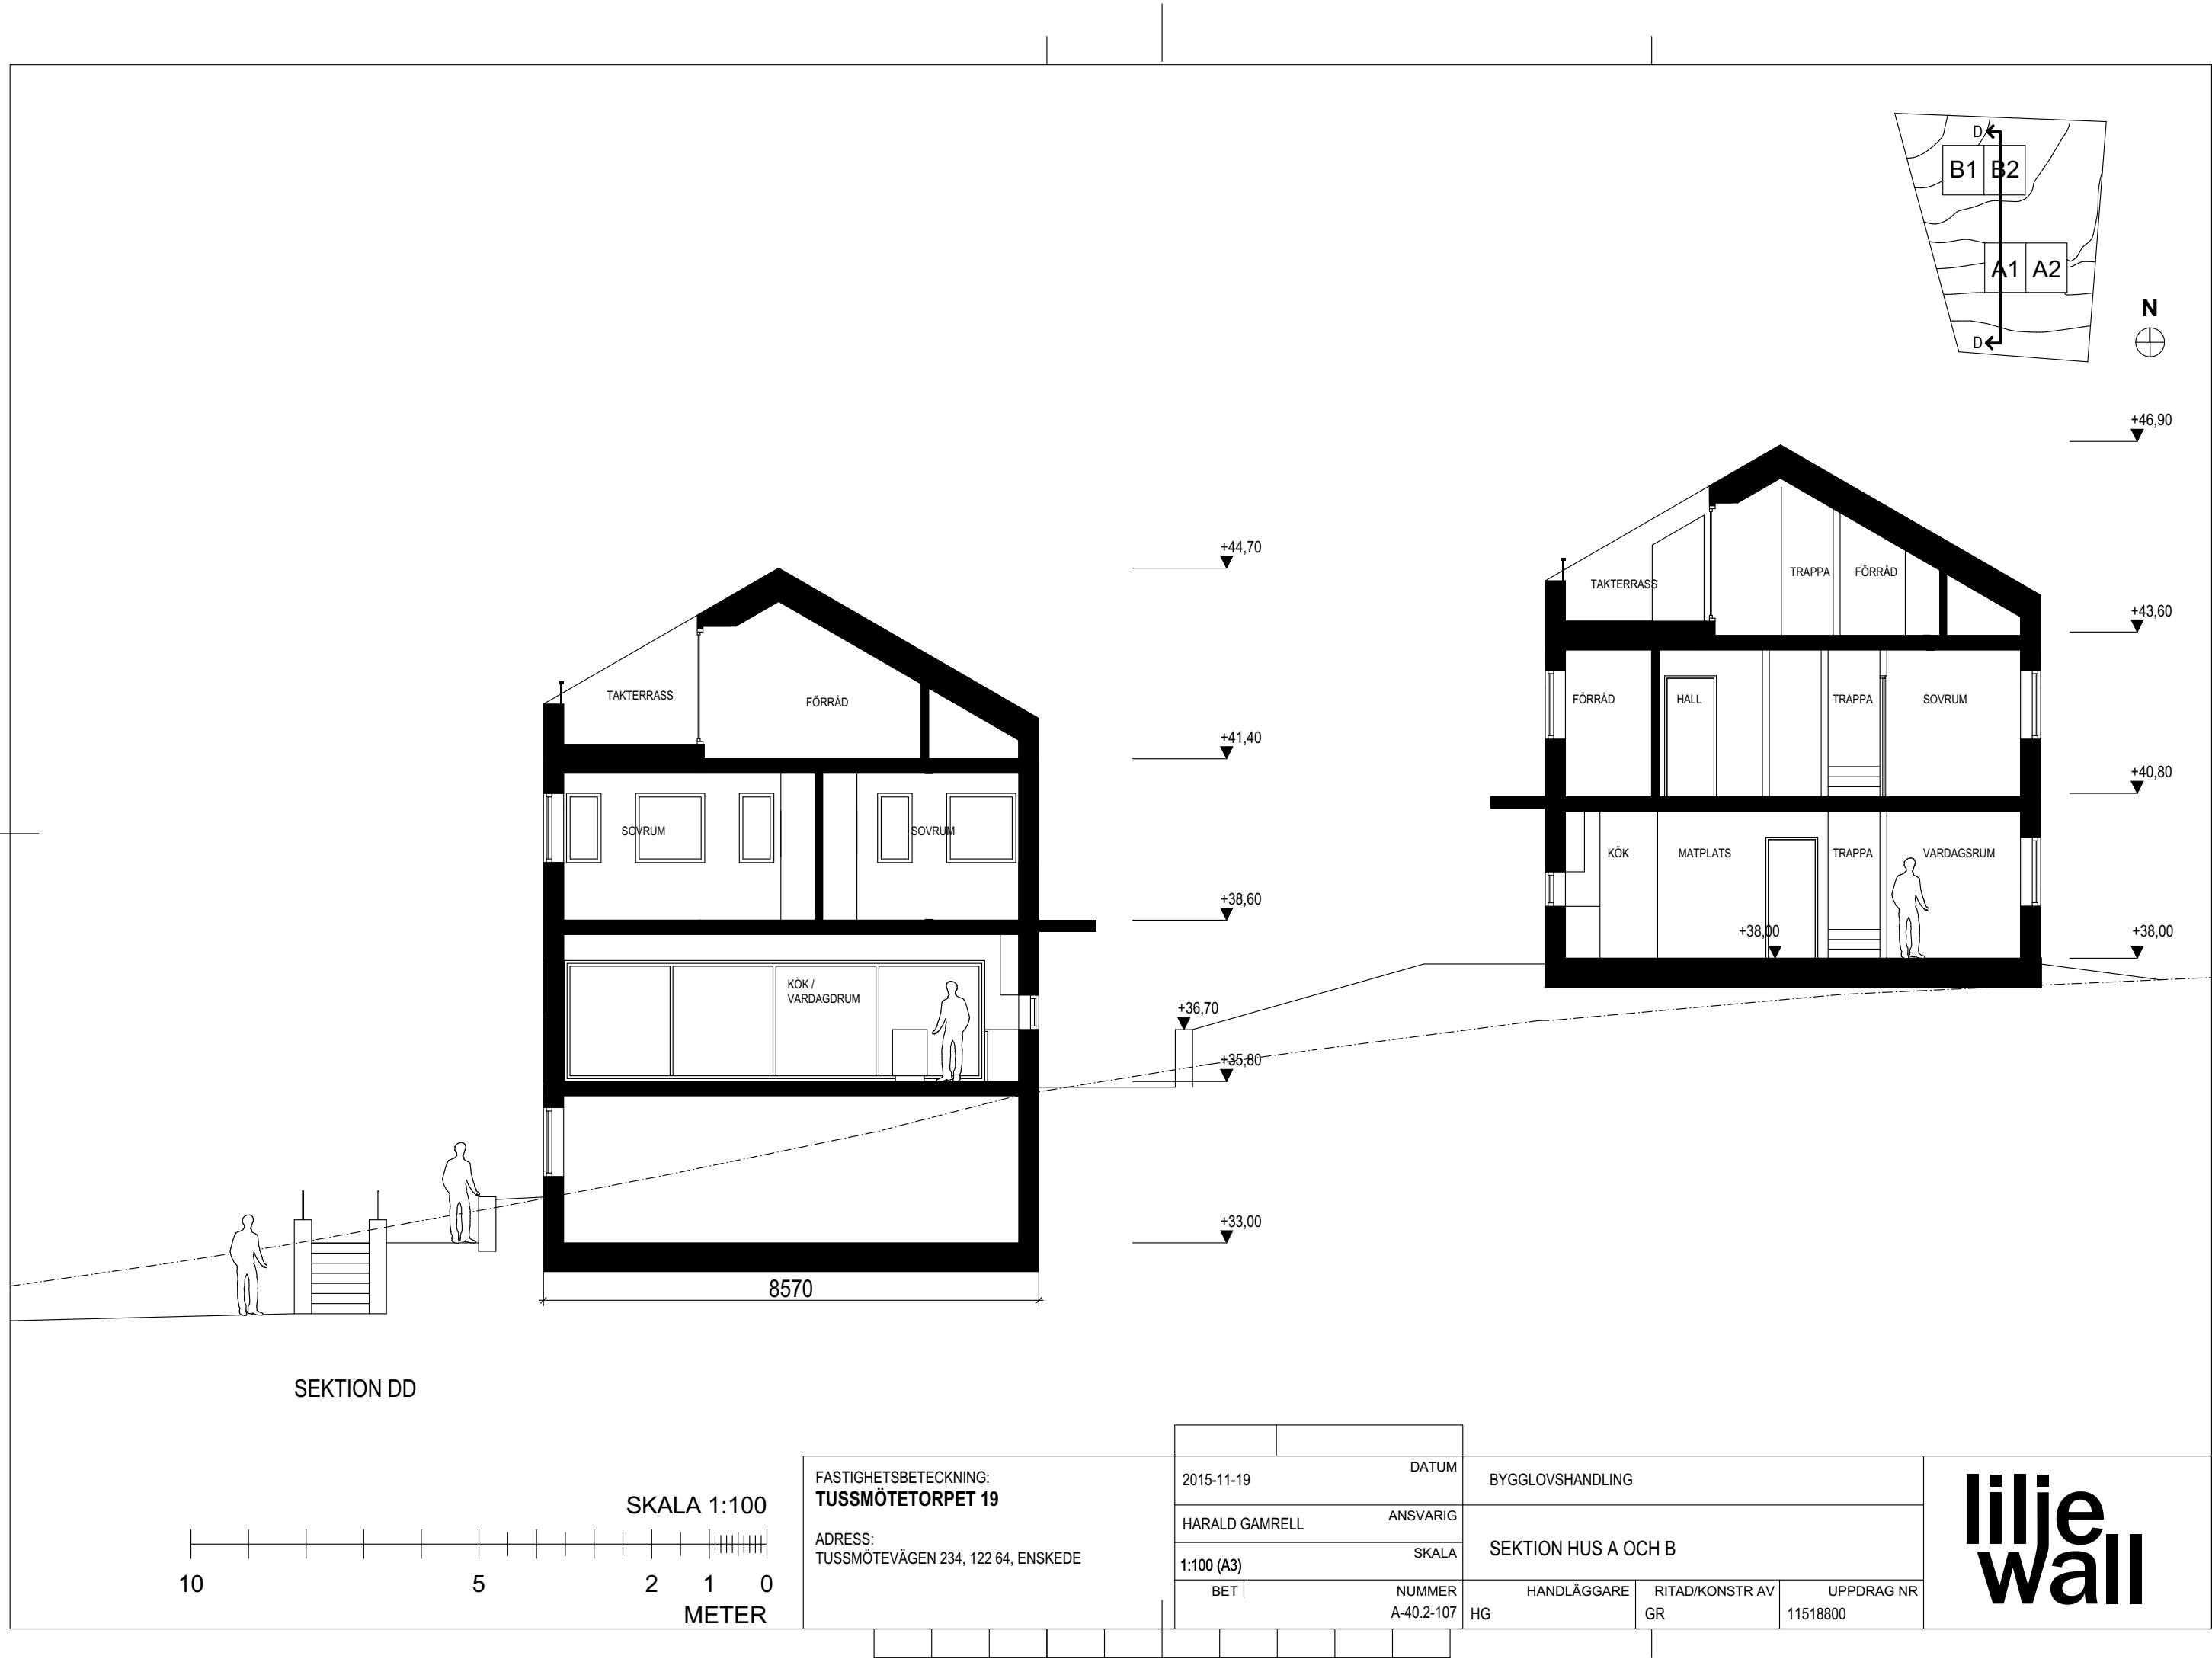 D
B1 B2
A1 A2
D
N
+46,90
+44,70
+43,60
+41,40
+40,80
+38,60
+38,00
+38,00
+36,70
+35,80
+33,00
TAKTERRASS
TRAPPA
FÖRRÅD
FÖRRÅD
HALL
TRAPPA
SOVRUM
KÖK
MATPLATS
TRAPPA
VARDAGSRUM
TAKTERRASS
FÖRRÅD
SOVRUM
SOVRUM
KÖK /
VARDAGDRUM
8570
SEKTION DD
SKALA 1:100
10 5 2 1 0
METER
FASTIGHETSBETECKNING:
TUSSMÖTETORPET 19
ADRESS:
TUSSMÖTEVÄGEN 234, 122 64, ENSKEDE
DATUM
2015-11-19
ANSVARIG
HARALD GAMRELL
SKALA
1:100 (A3)
BET
NUMMER
A-40.2-107
BYGGLOVSHANDLING
SEKTION HUS A OCH B
HANDLÄGGARE
HG
RITAD/KONSTR AV
GR
UPPDRAG NR
11518800
lilje
wall